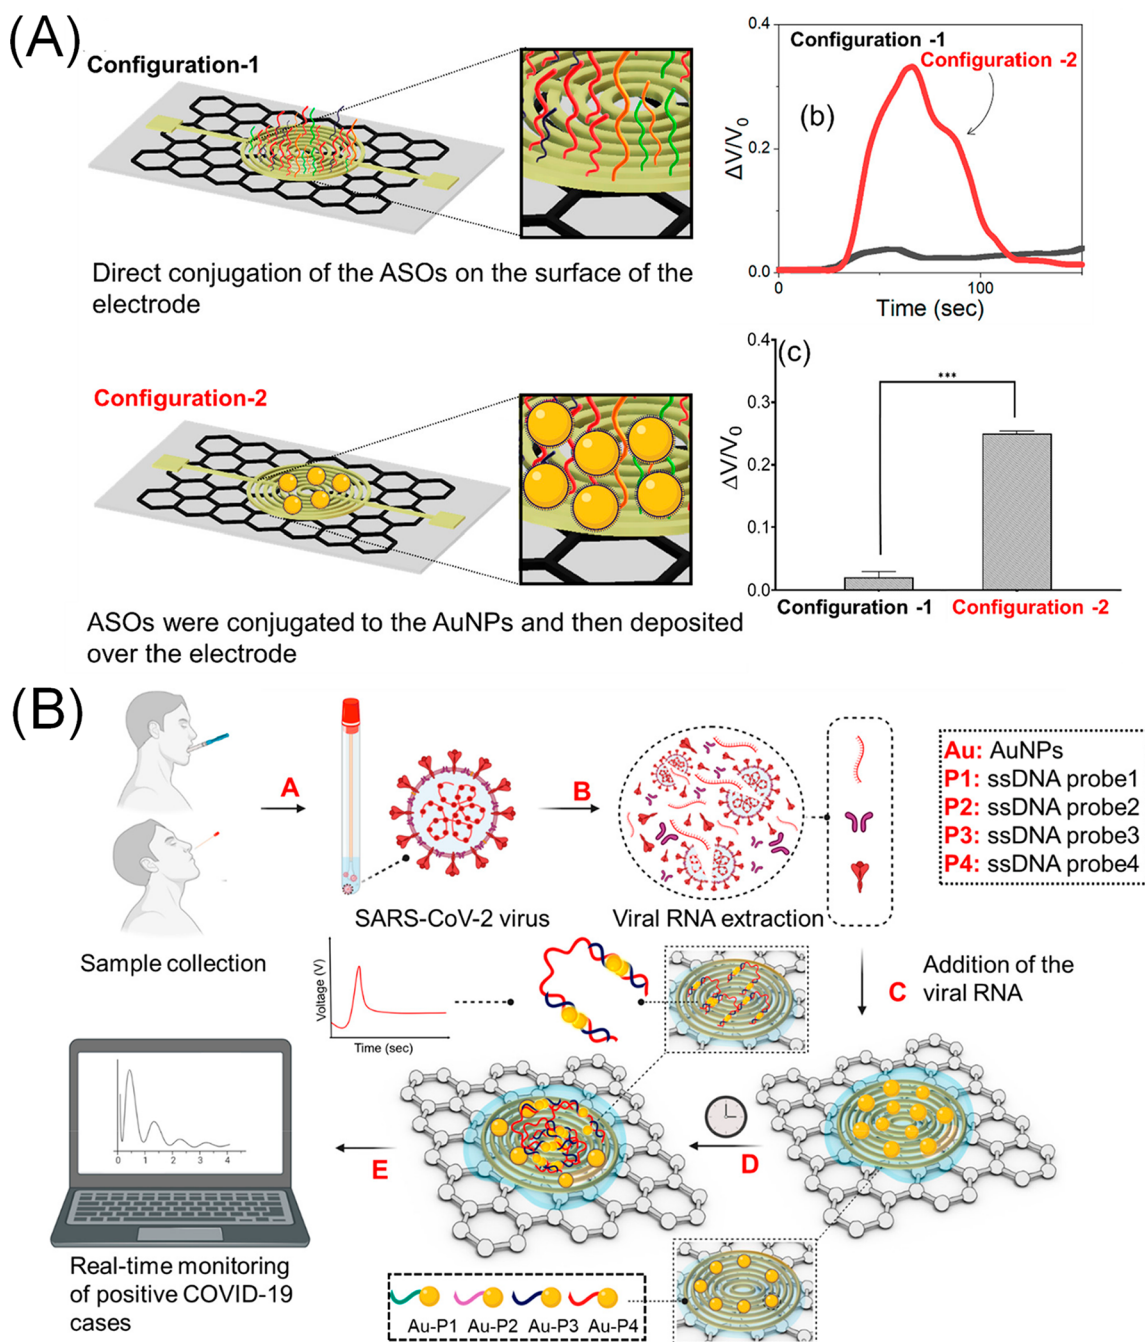 (A)
Configuration-1
Direct conjugation of the ASOs on the surface of the
electrode
Configuration -1
Configuration -2
(b)
ΔV/V0
0.4
0.2
0.0
0
100
Time (sec)
Configuration-2
ASOs were conjugated to the AuNPs and then deposited
over the electrode
(c)
ΔV/V0
0.4
0.3
0.2
0.1
0.0
***
Configuration -1
Configuration -2
(B)
A
B
Au: AuNPs
P1: ssDNA probe1
P2: ssDNA probe2
P3: ssDNA probe3
P4: ssDNA probe4
Sample collection
SARS-CoV-2 virus
Viral RNA extraction
C
Addition of the
viral RNA
Voltage (V)
Time (sec)
D
E
0 1 2 3 4
Real-time monitoring
of positive COVID-19
cases
Au-P1 Au-P2 Au-P3 Au-P4